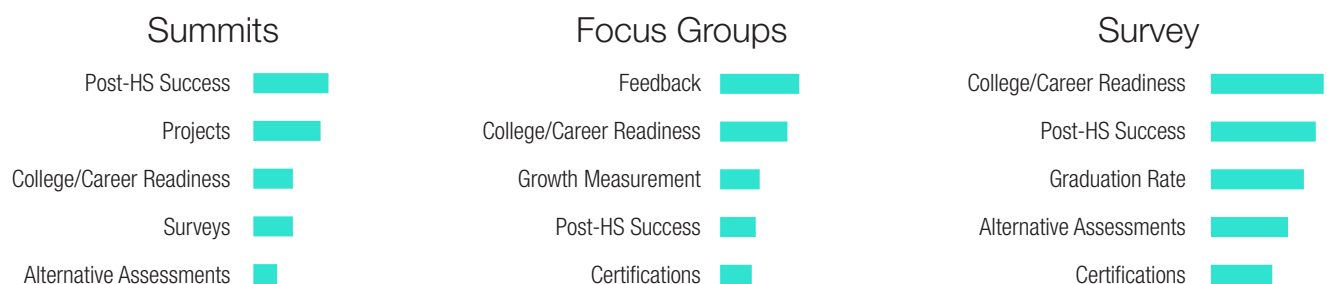 Summits
Post-HS Success
Projects
College/Career Readiness
Surveys
Alternative Assessments
Focus Groups
Feedback
College/Career Readiness
Growth Measurement
Post-HS Success
Certifications
Survey
College/Career Readiness
Post-HS Success
Graduation Rate
Alternative Assessments
Certifications